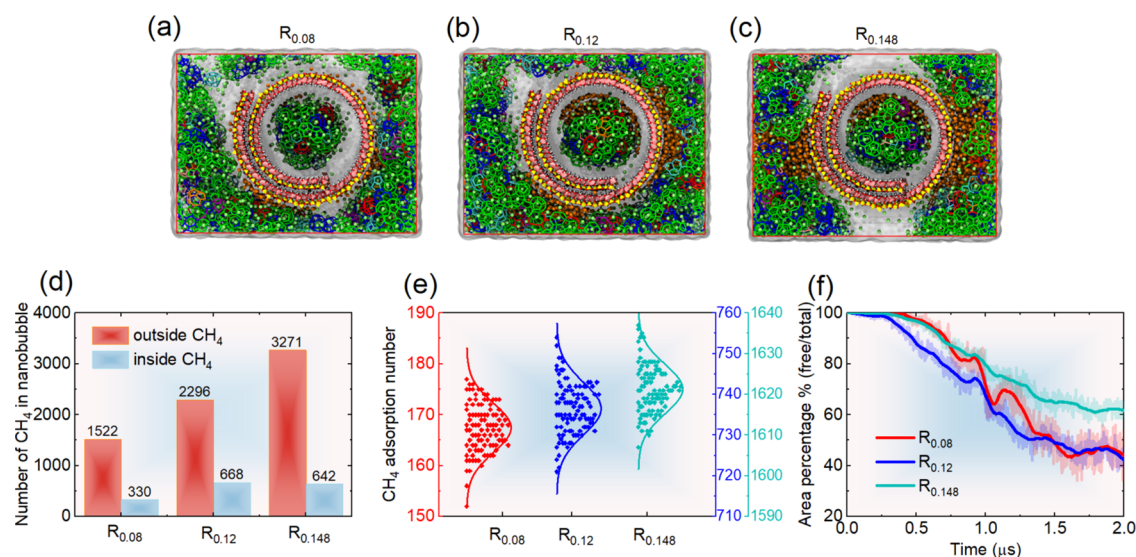 (a)
R0.08
(b)
R0.12
(c)
R0.148
(d)
Number of CH4 in nanobubble
4000
3000
2000
1000
0
outside CH4
inside CH4
1522
330
2296
668
3271
642
R0.08
R0.12
R0.148
(e)
CH4 adsorption number
190
180
170
160
150
760
750
740
730
720
710
1640
1630
1620
1610
1600
1590
R0.08
R0.12
R0.148
(f)
Area percentage % (free/total)
100
80
60
40
20
R0.08
R0.12
R0.148
0.0
0.5
1.0
1.5
2.0
Time (μs)